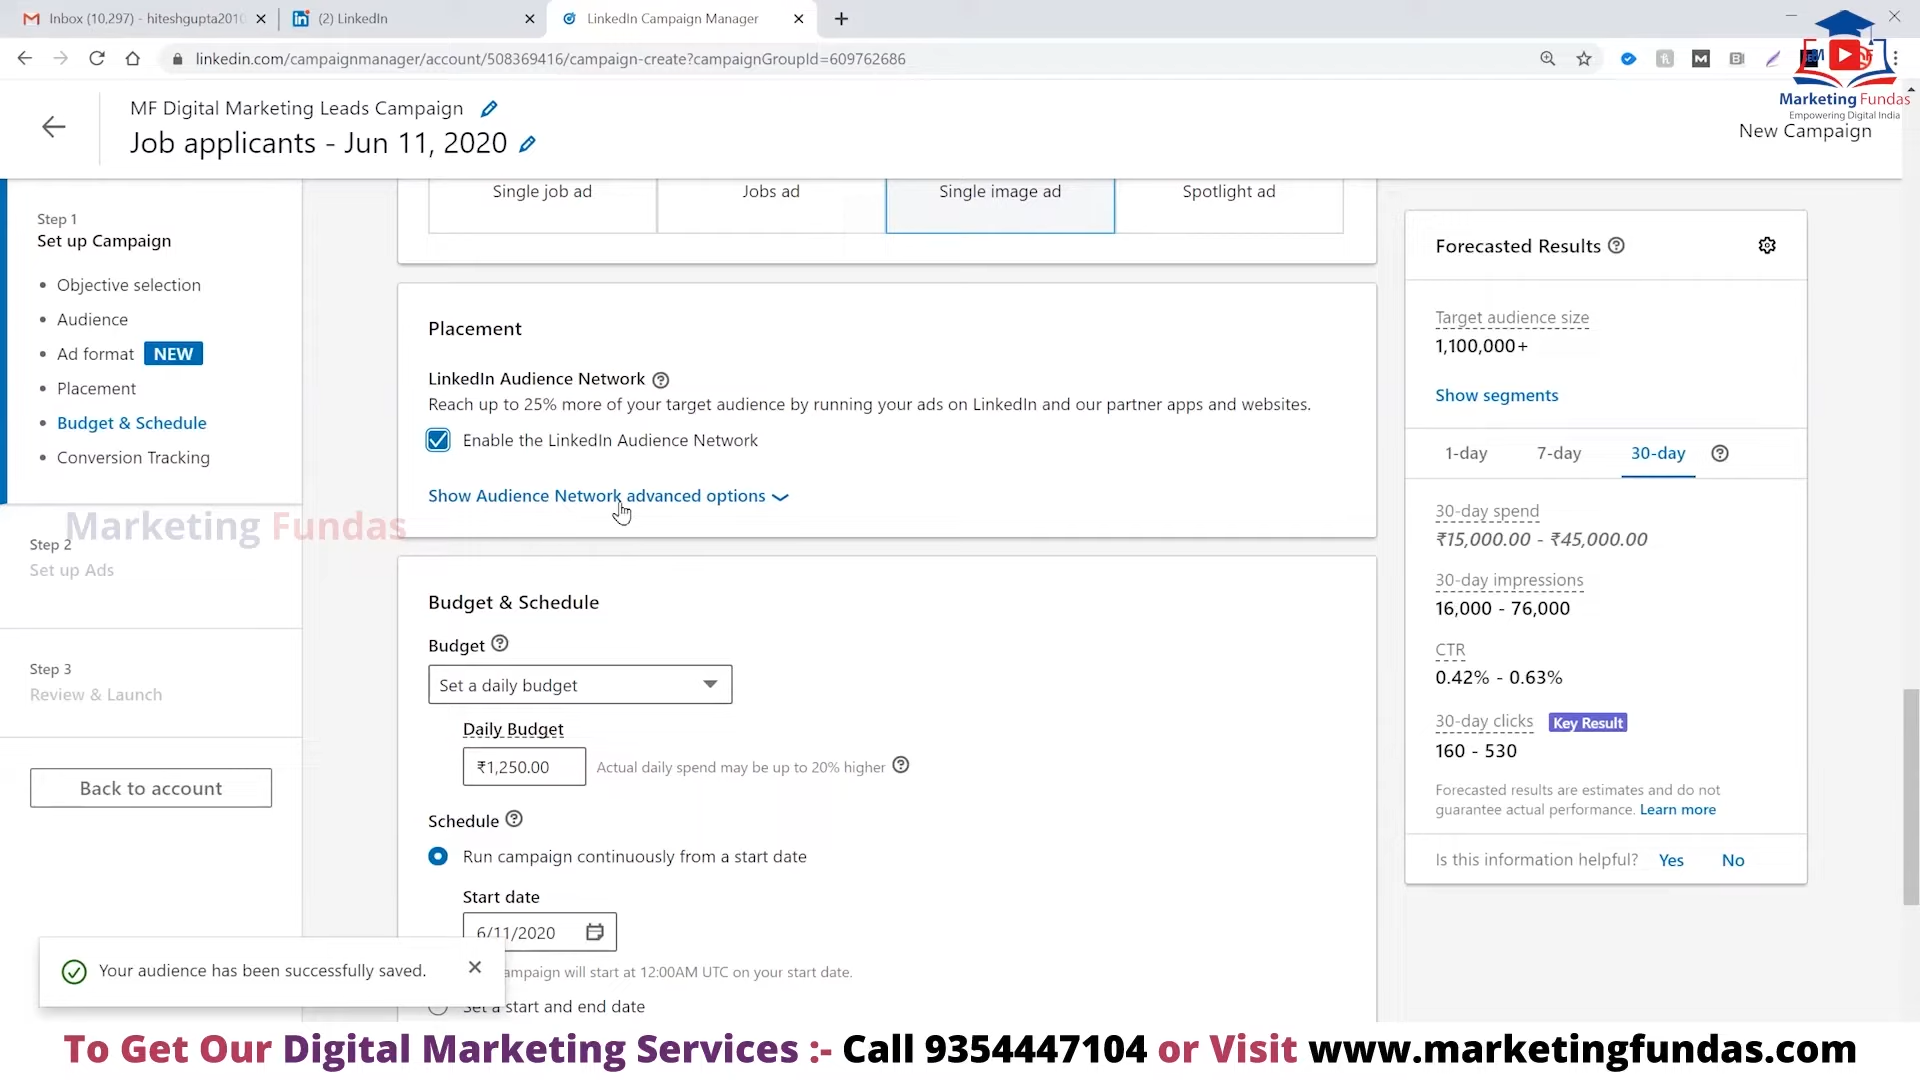 Inbox (10,297) - hiteshgupta201
(2) LinkedIn
LinkedIn Campaign Manager
linkedin.com/campaignmanager/account/508369416/campaign-create?campaignGroupId=609762686
Marketing Fundas
Empowering Digital India
MF Digital Marketing Leads Campaign
Job applicants - Jun 11, 2020
New Campaign
Step 1
Set up Campaign
Objective selection
Audience
Ad format NEW
Placement
Budget & Schedule
Conversion Tracking
Marketing Fundas
Step 2
Set up Ads
Step 3
Review & Launch
Back to account
Single job ad
Jobs ad
Single image ad
Spotlight ad
Placement
LinkedIn Audience Network
Reach up to 25% more of your target audience by running your ads on LinkedIn and our partner apps and websites.
Enable the LinkedIn Audience Network
Show Audience Network advanced options
Budget & Schedule
Budget
Set a daily budget
Daily Budget
₹1,250.00
Actual daily spend may be up to 20% higher
Schedule
Run campaign continuously from a start date
Start date
6/11/2020
ampaign will start at 12:00AM UTC on your start date.
Set a start and end date
Your audience has been successfully saved.
Forecasted Results
Target audience size
1,100,000+
Show segments
1-day 7-day 30-day
30-day spend
₹15,000.00 - ₹45,000.00
30-day impressions
16,000 - 76,000
CTR
0.42% - 0.63%
30-day clicks Key Result
160 - 530
Forecasted results are estimates and do not
guarantee actual performance. Learn more
Is this information helpful? Yes No
To Get Our Digital Marketing Services :- Call 9354447104 or Visit www.marketingfundas.com